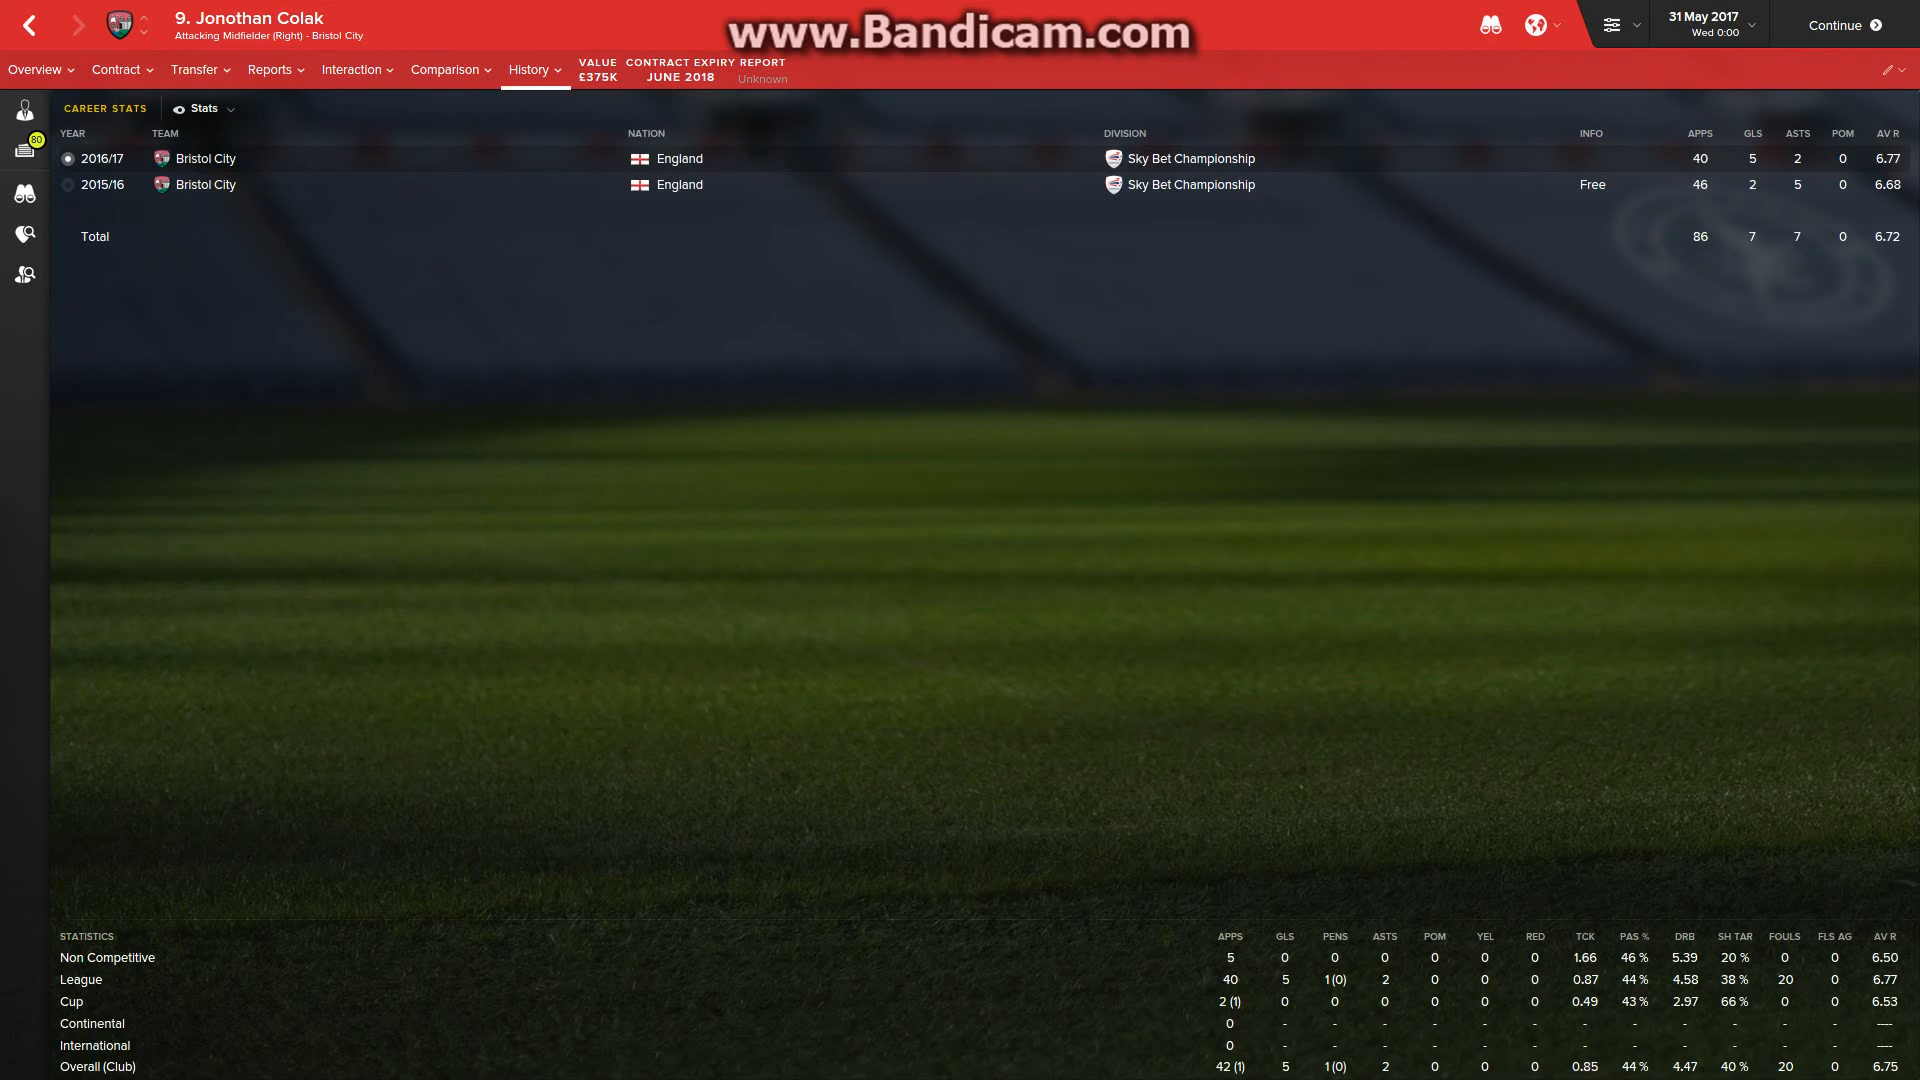 9. Jonothan Colak
Attacking Midfielder (Right) - Bristol City
www.Bandicam.com
31 May 2017
Wed 0:00
Continue
Overview Contract Transfer Reports Interaction Comparison History
VALUE CONTRACT EXPIRY REPORT
£375K JUNE 2018 Unknown
CAREER STATS Stats
80
YEAR TEAM NATION DIVISION INFO APPS GLS ASTS POM AV R
2016/17 Bristol City England Sky Bet Championship 40 5 2 0 6.77
2015/16 Bristol City England Sky Bet Championship Free 46 2 5 0 6.68
Total 86 7 7 0 6.72
STATISTICS APPS GLS PENS ASTS POM YEL RED TCK PAS % DRB SH TAR FOULS FLS AG AV R
Non Competitive 5 0 0 0 0 0 0 1.66 46 % 5.39 20 % 0 0 6.50
League 40 5 1 (0) 2 0 0 0 0.87 44 % 4.58 38 % 20 0 6.77
Cup 2 (1) 0 0 0 0 0 0 0.49 43 % 2.97 66 % 0 0 6.53
Continental 0 - - - - - - - - - - - - ----
International 0 - - - - - - - - - - - - ----
Overall (Club) 42 (1) 5 1 (0) 2 0 0 0 0.85 44 % 4.47 40 % 20 0 6.75